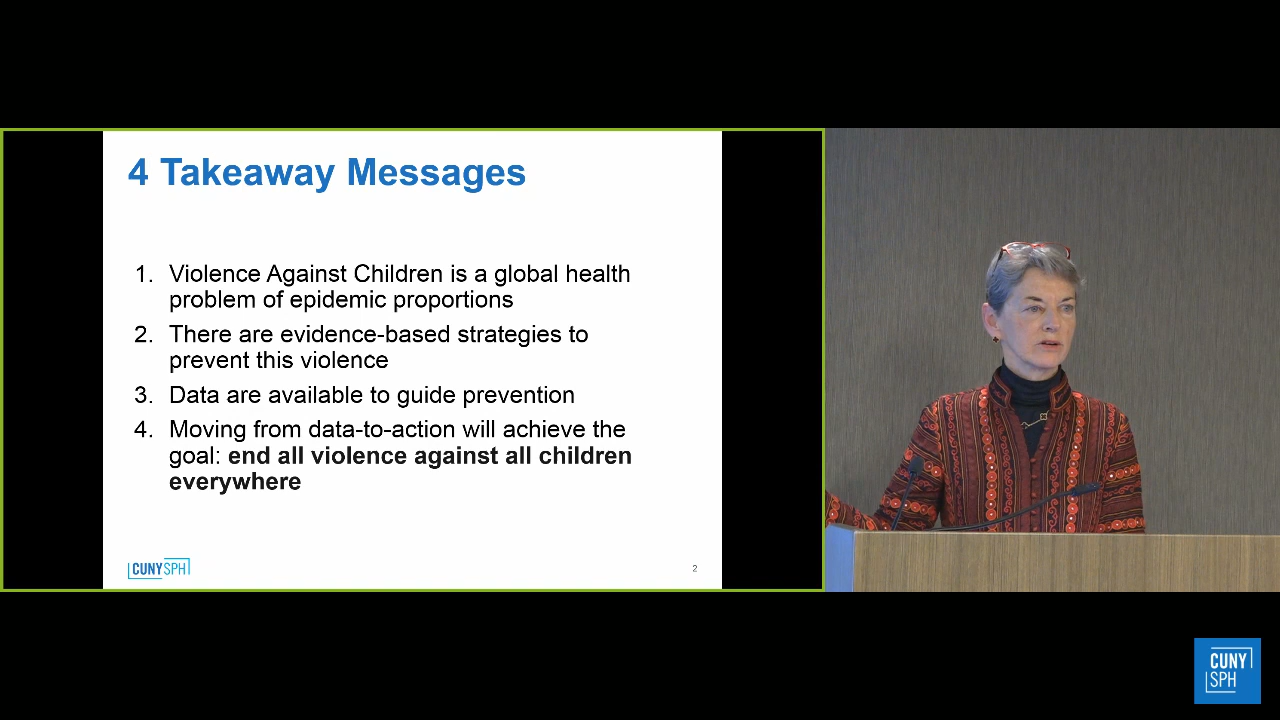 4 Takeaway Messages
1. Violence Against Children is a global health
problem of epidemic proportions
2. There are evidence-based strategies to
prevent this violence
3. Data are available to guide prevention
4. Moving from data-to-action will achieve the
goal: end all violence against all children
everywhere
CUNY SPH
2
CUNY
SPH